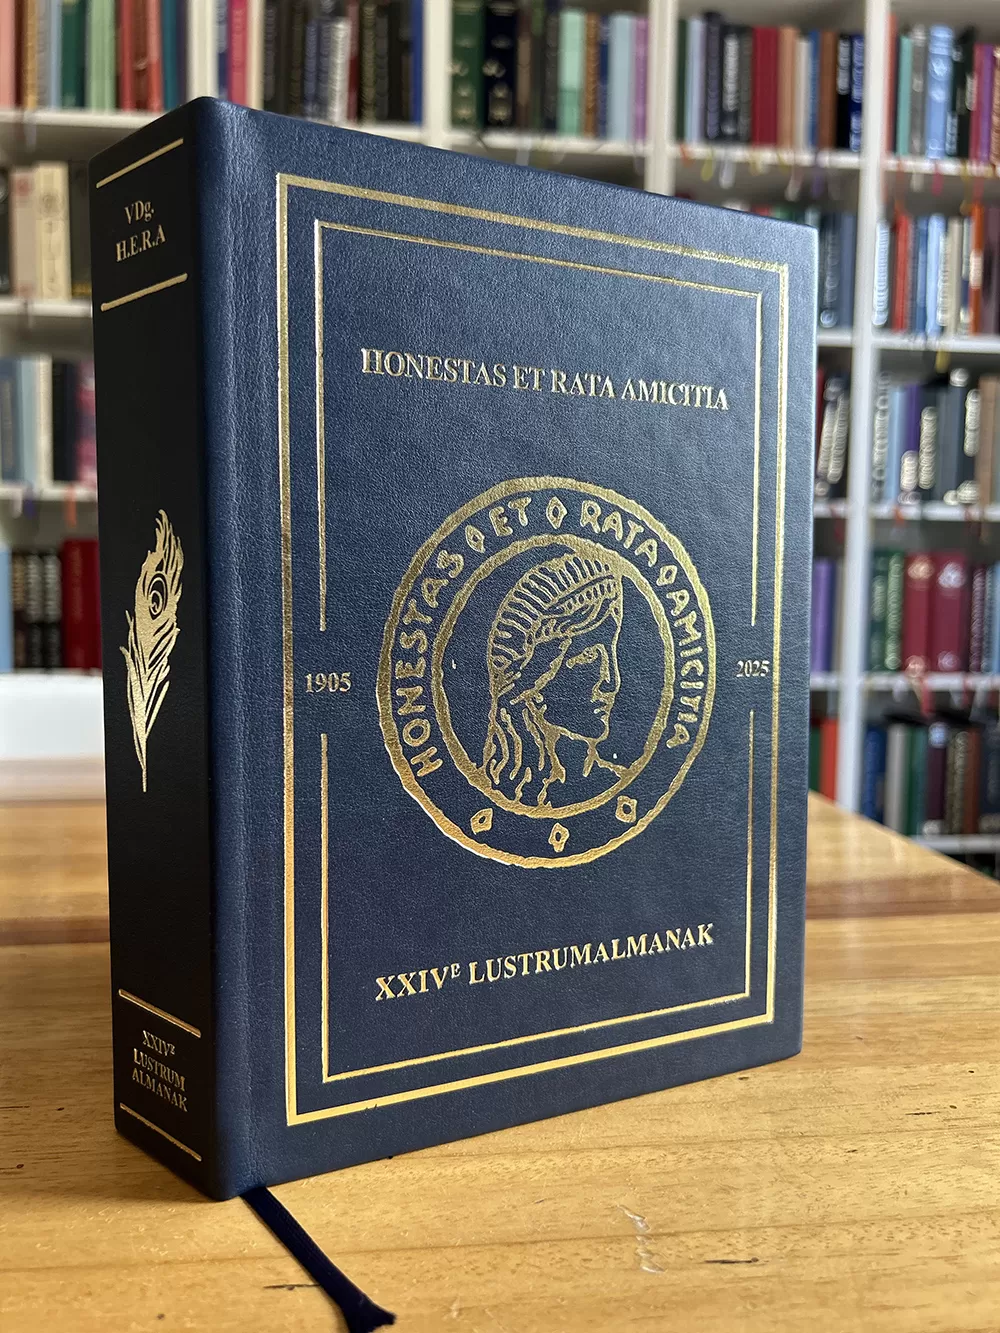 VDg.
H.E.R.A
XXIVᴱ
LUSTRUM
ALMANAK
HONESTAS ET RATA AMICITIA
HONESTAS ◊ ET ◊ RATA ◊ AMICITIA
1905
2025
XXIVᴱ LUSTRUMALMANAK